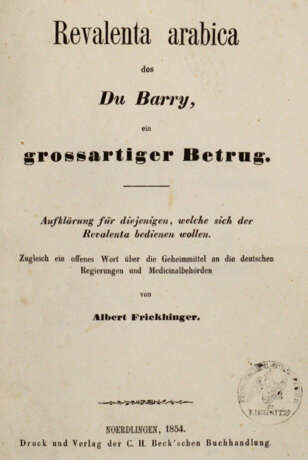 Revalenta arabica
des
Du Barry,
ein
grossartiger Betrug.
Aufklärung für diejenigen, welche sich der
Revalenta bedienen wollen.
Zugleich ein offenes Wort über die Geheimmittel an die deutschen
Regierungen und Medicinalbehörden
von
Albert Frickhinger.
NOERDLINGEN, 1854.
Druck und Verlag der C. H. Beck'schen Buchhandlung.